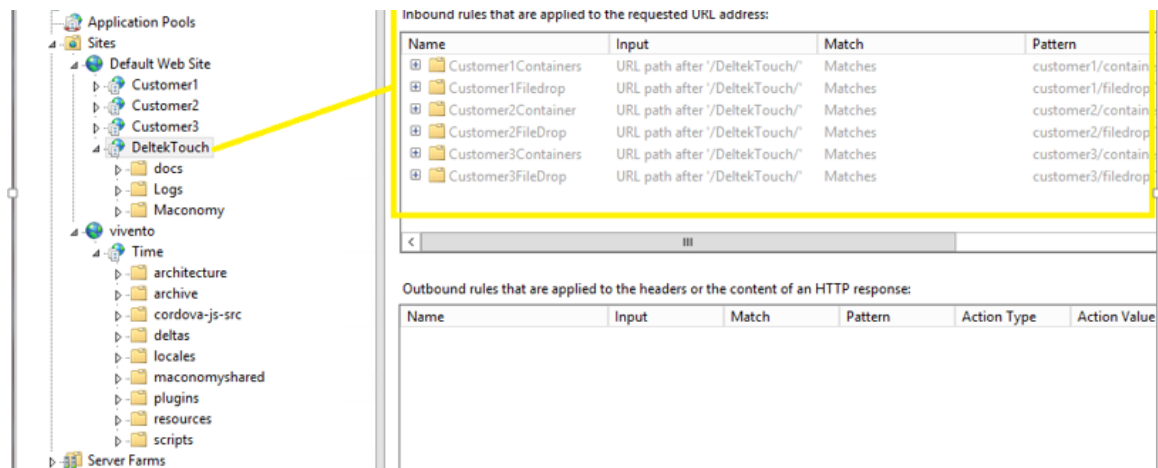 Application Pools
Sites
Default Web Site
Customer1
Customer2
Customer3
DeltekTouch
docs
Logs
Maconomy
vivento
Time
architecture
archive
cordova-js-src
deltas
locales
maconomyshared
plugins
resources
scripts
Server Farms
Inbound rules that are applied to the requested URL address:
Name Input Match Pattern
Customer1Containers URL path after '/DeltekTouch/' Matches customer1/containe
Customer1Filedrop URL path after '/DeltekTouch/' Matches customer1/filedrop
Customer2Container URL path after '/DeltekTouch/' Matches customer2/contain
Customer2FileDrop URL path after '/DeltekTouch/' Matches customer2/filedrop
Customer3Containers URL path after '/DeltekTouch/' Matches customer3/contain
Customer3FileDrop URL path after '/DeltekTouch/' Matches customer3/filedrop
Outbound rules that are applied to the headers or the content of an HTTP response:
Name Input Match Pattern Action Type Action Value